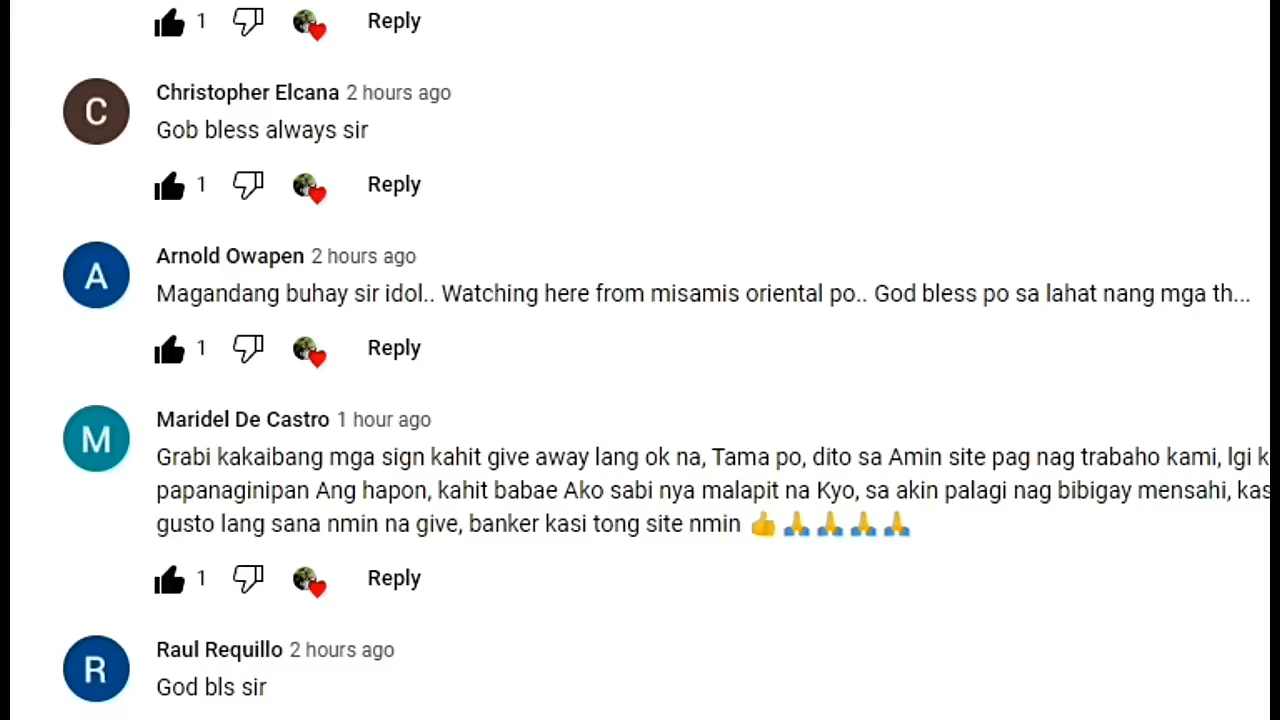 1 Reply
C
Christopher Elcana 2 hours ago
Gob bless always sir
1 Reply
A
Arnold Owapen 2 hours ago
Magandang buhay sir idol.. Watching here from misamis oriental po.. God bless po sa lahat nang mga th...
1 Reply
M
Maridel De Castro 1 hour ago
Grabi kakaibang mga sign kahit give away lang ok na, Tama po, dito sa Amin site pag nag trabaho kami, lgi k
papanaginipan Ang hapon, kahit babae Ako sabi nya malapit na Kyo, sa akin palagi nag bibigay mensahi, kas
gusto lang sana nmin na give, banker kasi tong site nmin 👍🙏🙏🙏🙏
1 Reply
R
Raul Requillo 2 hours ago
God bls sir